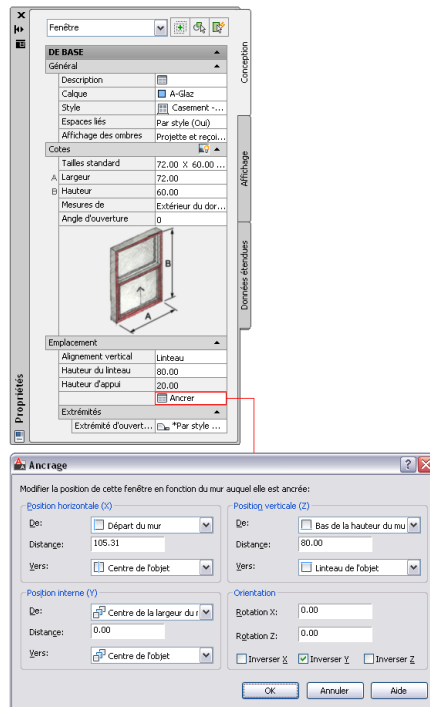 Fenêtre
DE BASE
Général
Description
Calque A-Glaz
Style Casement -...
Espaces liés Par style (Oui)
Affichage des ombres Projette et reçoi...
Cotes
Tailles standard 72.00 X 60.00 ...
A Largeur 72.00
B Hauteur 60.00
Mesures de Extérieur du dor...
Angle d'ouverture 0
B
A
Emplacement
Alignement vertical Linteau
Hauteur du linteau 80.00
Hauteur d'appui 20.00
Ancrer
Extrémités
Extrémité d'ouvert... *Par style ...
Conception
Affichage
Données étendues
Propriétés
Ancrage
Modifier la position de cette fenêtre en fonction du mur auquel elle est ancrée:
Position horizontale (X)
De: Départ du mur
Distance: 105.31
Vers: Centre de l'objet
Position verticale (Z)
De: Bas de la hauteur du mu
Distance: 80.00
Vers: Linteau de l'objet
Position interne (Y)
De: Centre de la largeur du r
Distance: 0.00
Vers: Centre de l'objet
Orientation
Rotation X: 0.00
Rotation Z: 0.00
Inverser X Inverser Y Inverser Z
OK Annuler Aide